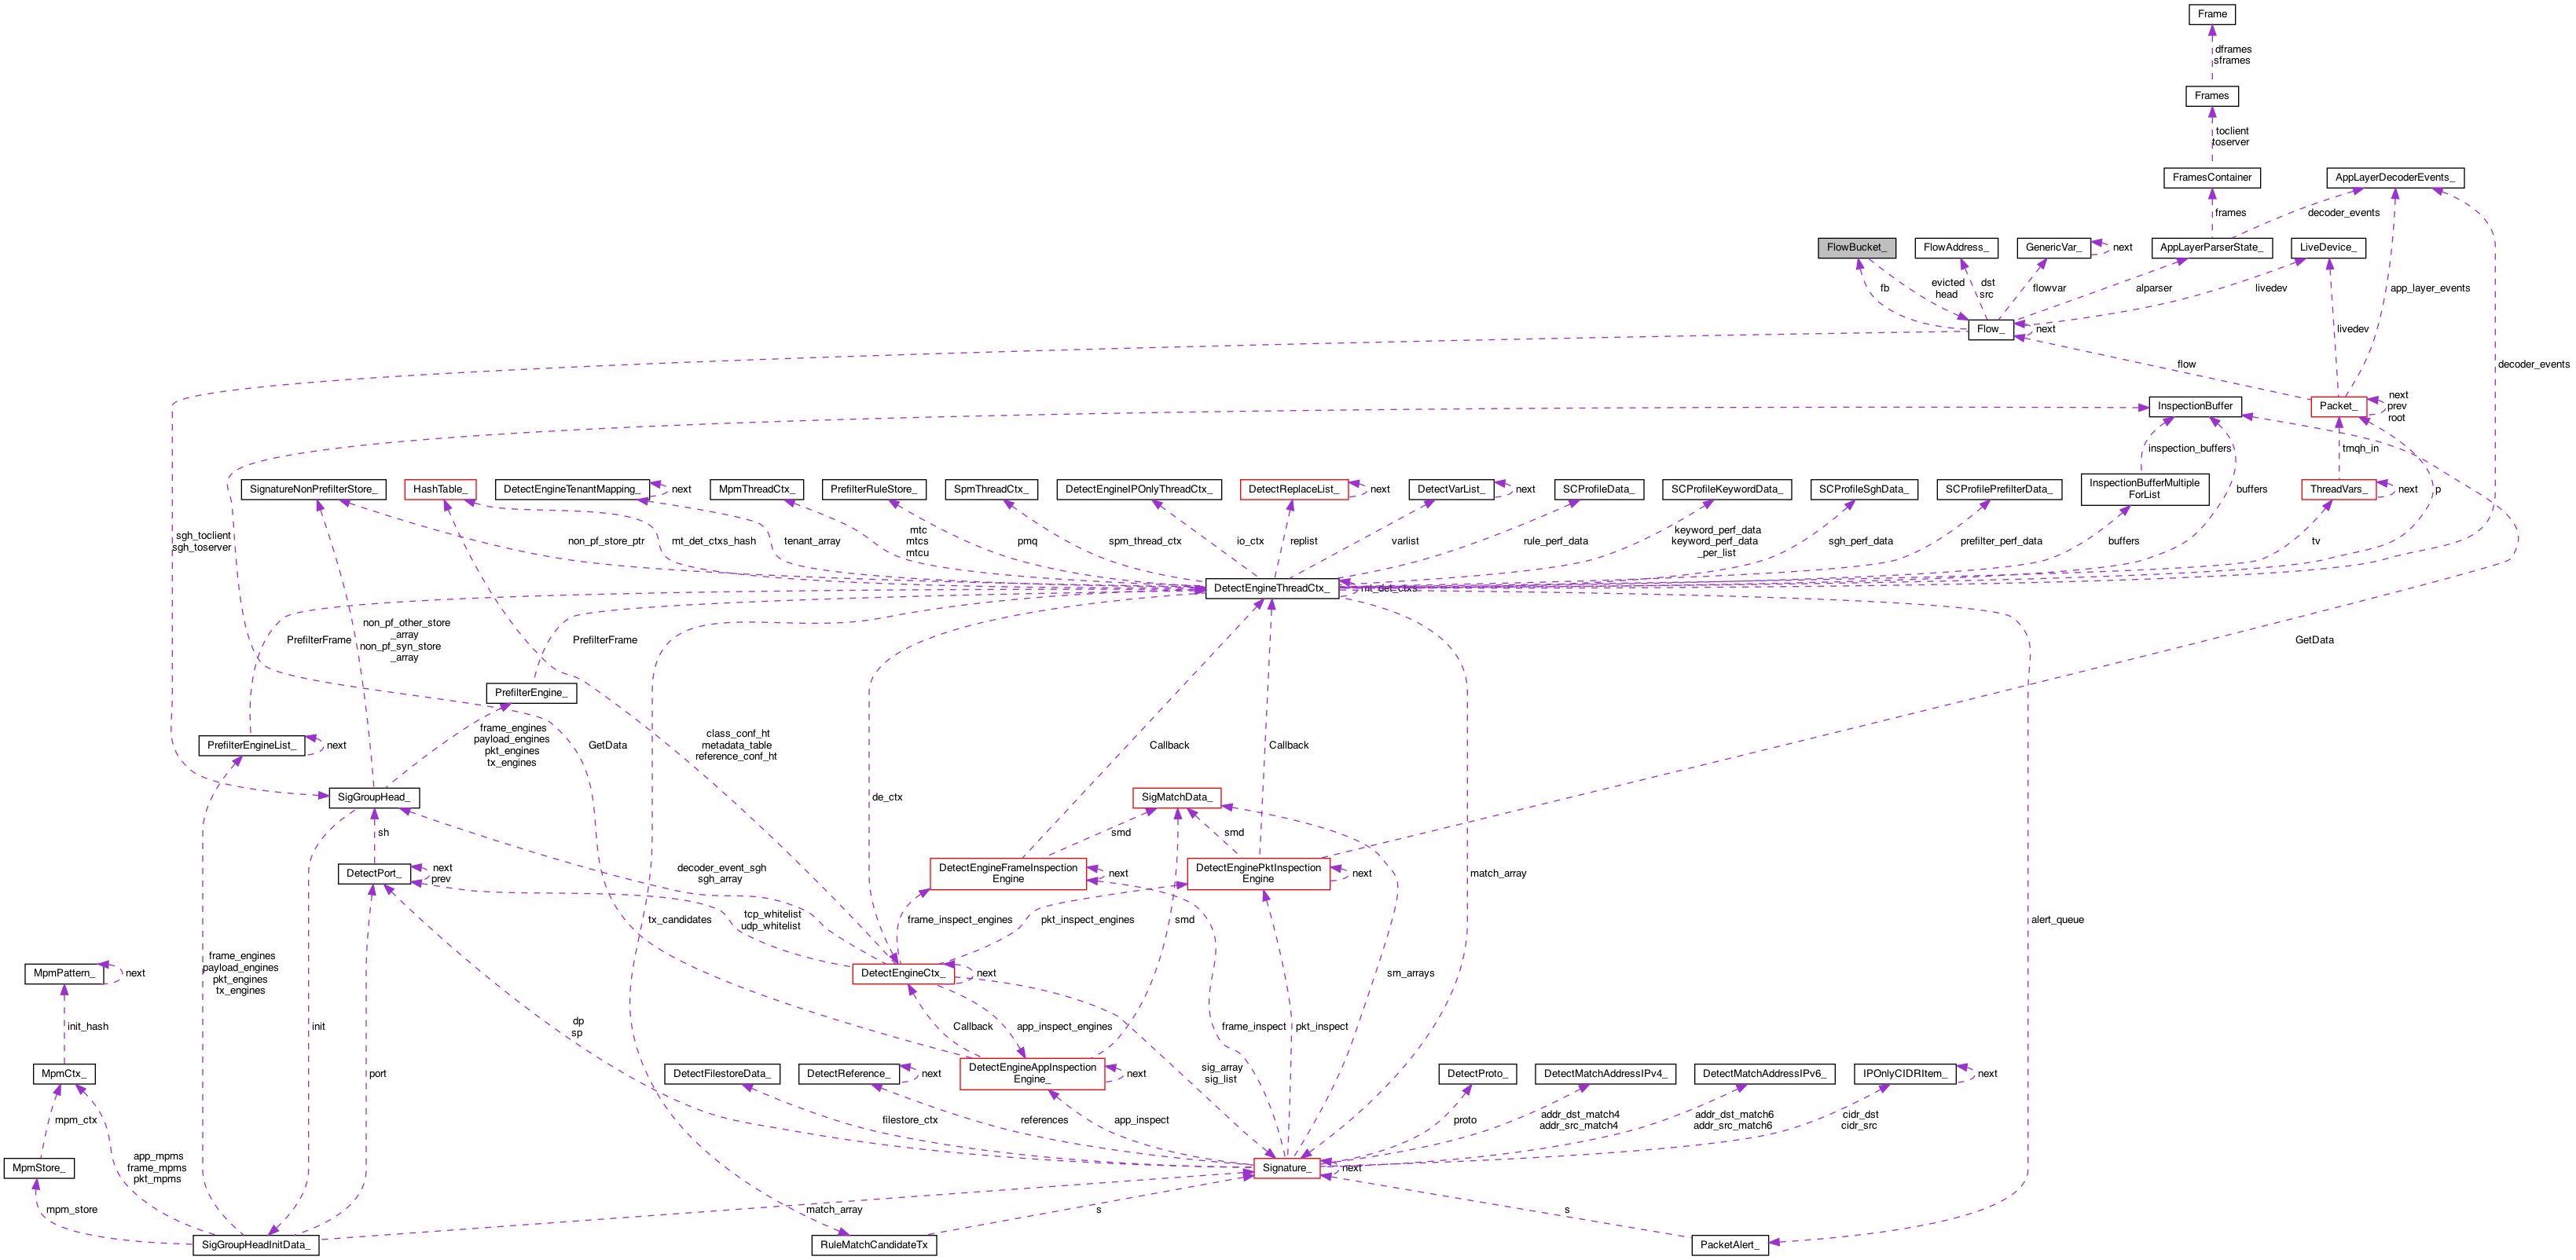 Frame
dframes
sframes
Frames
toclient
toserver
FramesContainer
AppLayerDecoderEvents_
frames
decoder_events
FlowBucket_
FlowAddress_
GenericVar_
next
AppLayerParserState_
LiveDevice_
fb
evicted
head
dst
src
flowvar
alparser
livedev
app_layer_events
Flow_
next
livedev
flow
decoder_events
InspectionBuffer
Packet_
next
prev
root
inspection_buffers
tmqh_in
SignatureNonPrefilterStore_
HashTable_
DetectEngineTenantMapping_
next
MpmThreadCtx_
PrefilterRuleStore_
SpmThreadCtx_
DetectEngineIPOnlyThreadCtx_
DetectReplaceList_
next
DetectVarList_
next
SCProfileData_
SCProfileKeywordData_
SCProfileSghData_
SCProfilePrefilterData_
InspectionBufferMultiple
ForList
buffers
ThreadVars_
next
p
sgh_toclient
sgh_toserver
non_pf_store_ptr
mt_det_ctxs_hash
tenant_array
mtc
mtcs
mtcu
pmq
spm_thread_ctx
io_ctx
replist
varlist
rule_perf_data
keyword_perf_data
keyword_perf_data
_per_list
sgh_perf_data
prefilter_perf_data
buffers
tv
DetectEngineThreadCtx_
mt_det_ctxs
PrefilterFrame
non_pf_other_store
_array
non_pf_syn_store
_array
PrefilterFrame
GetData
PrefilterEngine_
PrefilterEngineList_
next
frame_engines
payload_engines
pkt_engines
tx_engines
GetData
class_conf_ht
metadata_table
reference_conf_ht
Callback
Callback
SigGroupHead_
de_ctx
SigMatchData_
sh
smd
smd
DetectPort_
next
prev
decoder_event_sgh
sgh_array
DetectEngineFrameInspection
Engine
next
DetectEnginePktInspection
Engine
next
match_array
tx_candidates
tcp_whitelist
udp_whitelist
frame_inspect_engines
pkt_inspect_engines
smd
alert_queue
MpmPattern_
next
frame_engines
payload_engines
pkt_engines
tx_engines
DetectEngineCtx_
next
sm_arrays
init_hash
init
dp
sp
Callback
app_inspect_engines
frame_inspect
pkt_inspect
MpmCtx_
port
DetectFilestoreData_
DetectReference_
next
DetectEngineAppInspection
Engine_
next
sig_array
sig_list
DetectProto_
DetectMatchAddressIPv4_
DetectMatchAddressIPv6_
IPOnlyCIDRItem_
next
mpm_ctx
filestore_ctx
references
app_inspect
proto
addr_dst_match4
addr_src_match4
addr_dst_match6
addr_src_match6
cidr_dst
cidr_src
MpmStore_
app_mpms
frame_mpms
pkt_mpms
Signature_
next
mpm_store
match_array
s
s
SigGroupHeadInitData_
RuleMatchCandidateTx
PacketAlert_